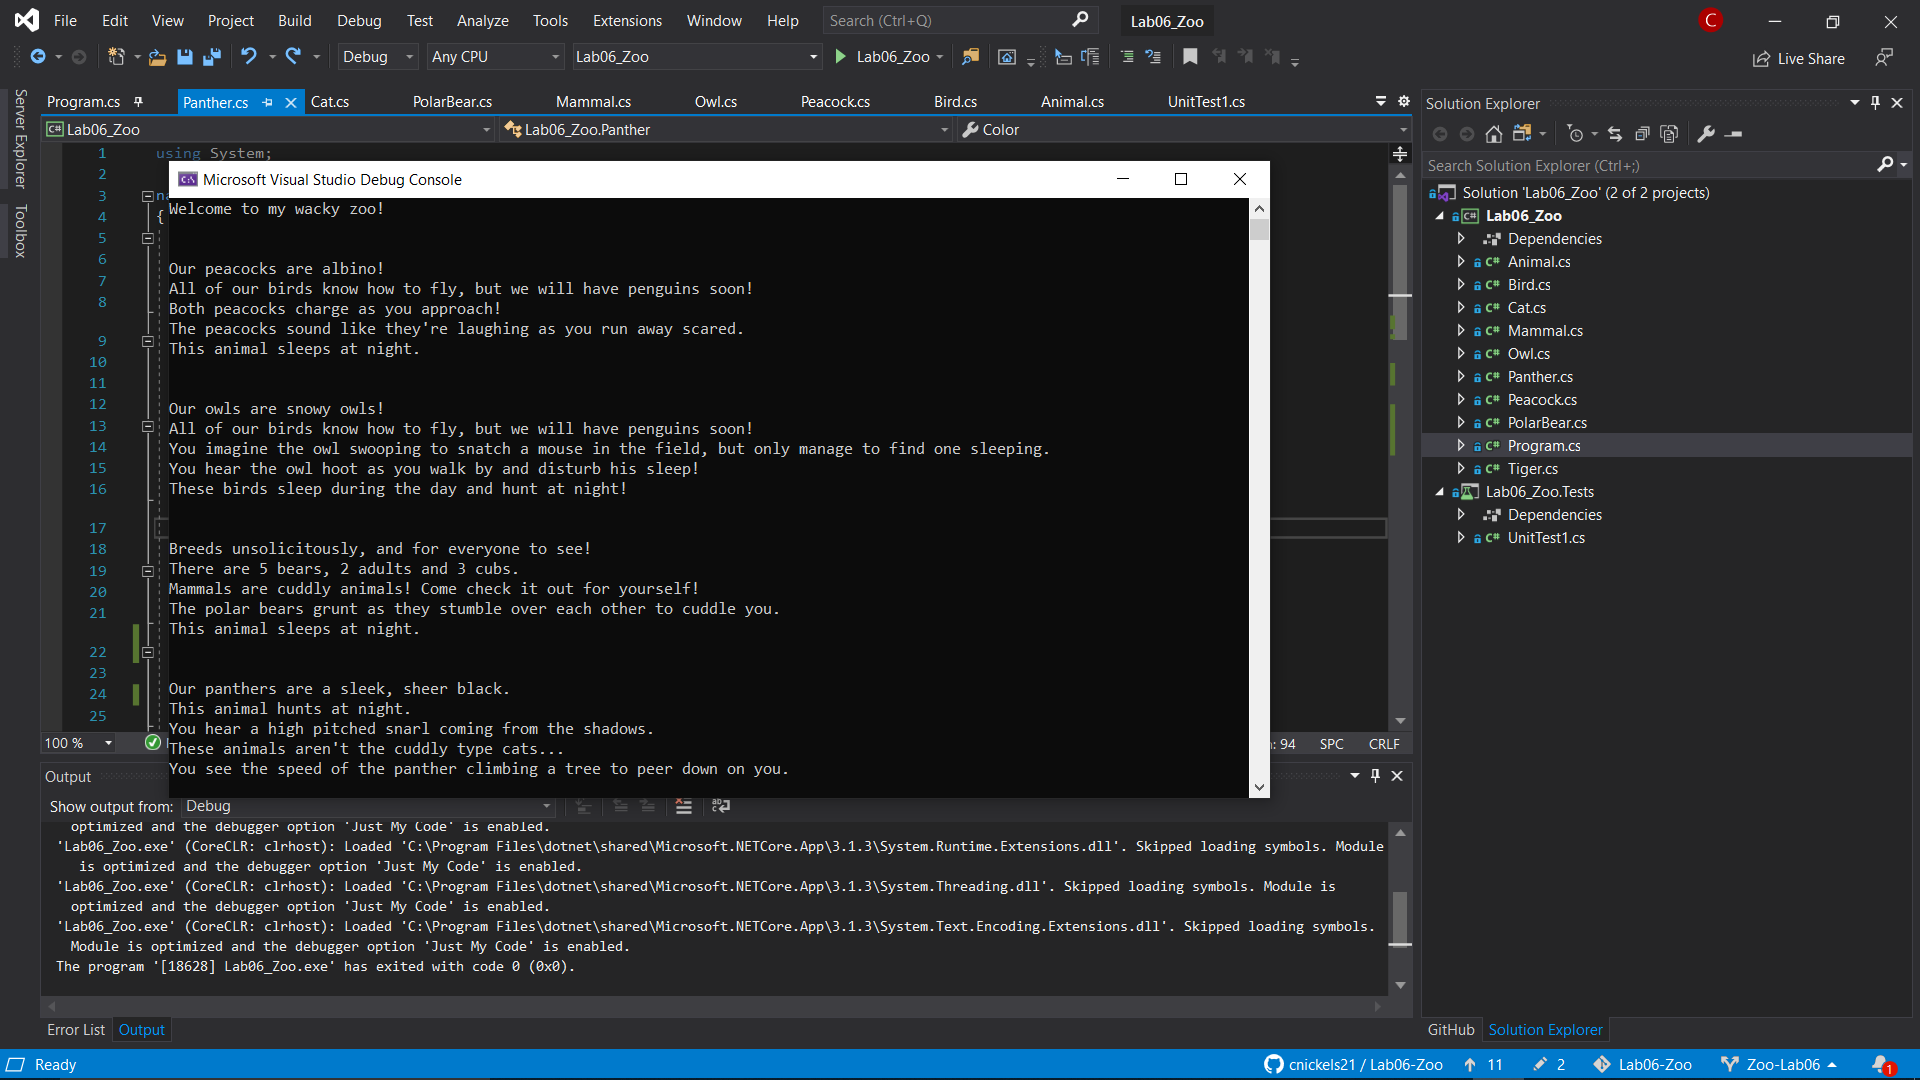 File Edit View Project Build Debug Test Analyze Tools Extensions Window Help Search (Ctrl+Q) Lab06_Zoo C
Debug Any CPU Lab06_Zoo Lab06_Zoo Live Share
Server Explorer
Toolbox
Program.cs Panther.cs Cat.cs PolarBear.cs Mammal.cs Owl.cs Peacock.cs Bird.cs Animal.cs UnitTest1.cs
C# Lab06_Zoo Lab06_Zoo.Panther Color
1 using System;
2
3 na
4 {
5
6
7
8
9
10
11
12
13
14
15
16
17
18
19
20
21
22
23
24
25
Microsoft Visual Studio Debug Console
Welcome to my wacky zoo!
Our peacocks are albino!
All of our birds know how to fly, but we will have penguins soon!
Both peacocks charge as you approach!
The peacocks sound like they're laughing as you run away scared.
This animal sleeps at night.
Our owls are snowy owls!
All of our birds know how to fly, but we will have penguins soon!
You imagine the owl swooping to snatch a mouse in the field, but only manage to find one sleeping.
You hear the owl hoot as you walk by and disturb his sleep!
These birds sleep during the day and hunt at night!
Breeds unsolicitously, and for everyone to see!
There are 5 bears, 2 adults and 3 cubs.
Mammals are cuddly animals! Come check it out for yourself!
The polar bears grunt as they stumble over each other to cuddle you.
This animal sleeps at night.
Our panthers are a sleek, sheer black.
This animal hunts at night.
You hear a high pitched snarl coming from the shadows.
These animals aren't the cuddly type cats...
You see the speed of the panther climbing a tree to peer down on you.
100 % : 94 SPC CRLF
Output
Show output from: Debug
optimized and the debugger option 'Just My Code' is enabled.
'Lab06_Zoo.exe' (CoreCLR: clrhost): Loaded 'C:\Program Files\dotnet\shared\Microsoft.NETCore.App\3.1.3\System.Runtime.Extensions.dll'. Skipped loading symbols. Module
is optimized and the debugger option 'Just My Code' is enabled.
'Lab06_Zoo.exe' (CoreCLR: clrhost): Loaded 'C:\Program Files\dotnet\shared\Microsoft.NETCore.App\3.1.3\System.Threading.dll'. Skipped loading symbols. Module is
optimized and the debugger option 'Just My Code' is enabled.
'Lab06_Zoo.exe' (CoreCLR: clrhost): Loaded 'C:\Program Files\dotnet\shared\Microsoft.NETCore.App\3.1.3\System.Text.Encoding.Extensions.dll'. Skipped loading symbols.
Module is optimized and the debugger option 'Just My Code' is enabled.
The program '[18628] Lab06_Zoo.exe' has exited with code 0 (0x0).
Error List Output
Solution Explorer
Search Solution Explorer (Ctrl+;)
Solution 'Lab06_Zoo' (2 of 2 projects)
C# Lab06_Zoo
Dependencies
C# Animal.cs
C# Bird.cs
C# Cat.cs
C# Mammal.cs
C# Owl.cs
C# Panther.cs
C# Peacock.cs
C# PolarBear.cs
C# Program.cs
C# Tiger.cs
Lab06_Zoo.Tests
Dependencies
C# UnitTest1.cs
GitHub Solution Explorer
Ready cnickels21 / Lab06-Zoo 11 2 Lab06-Zoo Zoo-Lab06 1